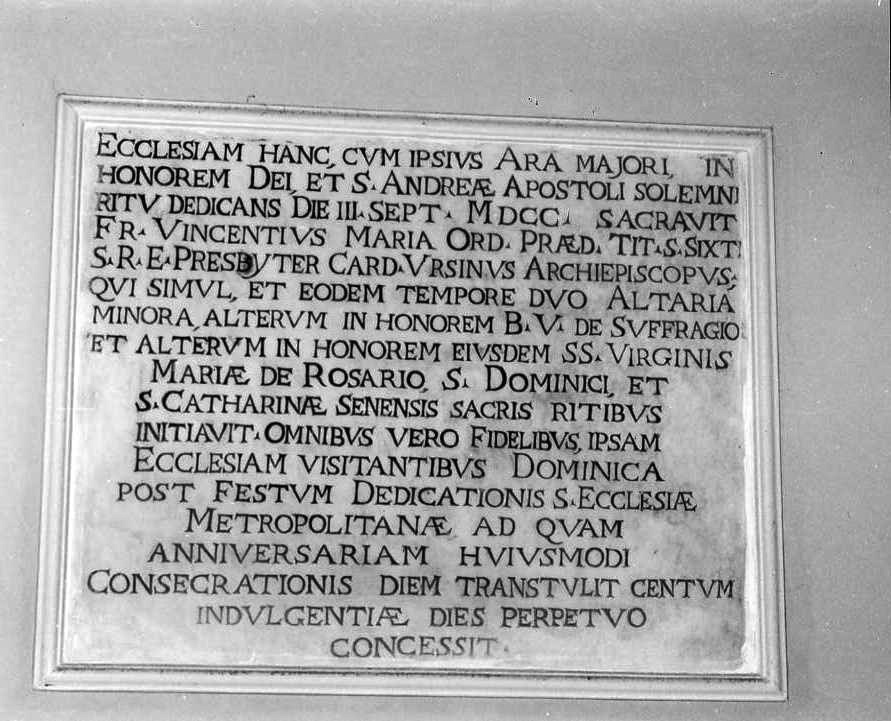 ECCLESIAM HANC, CVM IPSIVS ARA MAJORI, IN
HONOREM DEI, ET S. ANDREÆ APOSTOLI SOLEMNI
RITV DEDICANS DIE III. SEPT. MDCC. SACRAVIT
FR. VINCENTIVS MARIA ORD. PRÆD. TIT. S. SIXTI
S. R. E. PRESBYTER CARD. VRSINVS ARCHIEPISCOPVS:
QVI SIMVL, ET EODEM TEMPORE DVO ALTARIA
MINORA, ALTERVM IN HONOREM B. V. DE SVFFRAGIO
ET ALTERVM IN HONOREM EIVSDEM SS. VIRGINIS
MARIÆ DE ROSARIO, S. DOMINICI, ET
S. CATHARINÆ SENENSIS SACRIS RITIBVS
INITIAVIT. OMNIBVS VERO FIDELIBVS, IPSAM
ECCLESIAM VISITANTIBVS DOMINICA
POST FESTVM DEDICATIONIS S. ECCLESIÆ
METROPOLITANÆ AD QVAM
ANNIVERSARIAM HVIVSMODI
CONSECRATIONIS DIEM TRANSTVLIT CENTVM
INDVLGENTIÆ DIES PERPETVO
CONCESSIT.